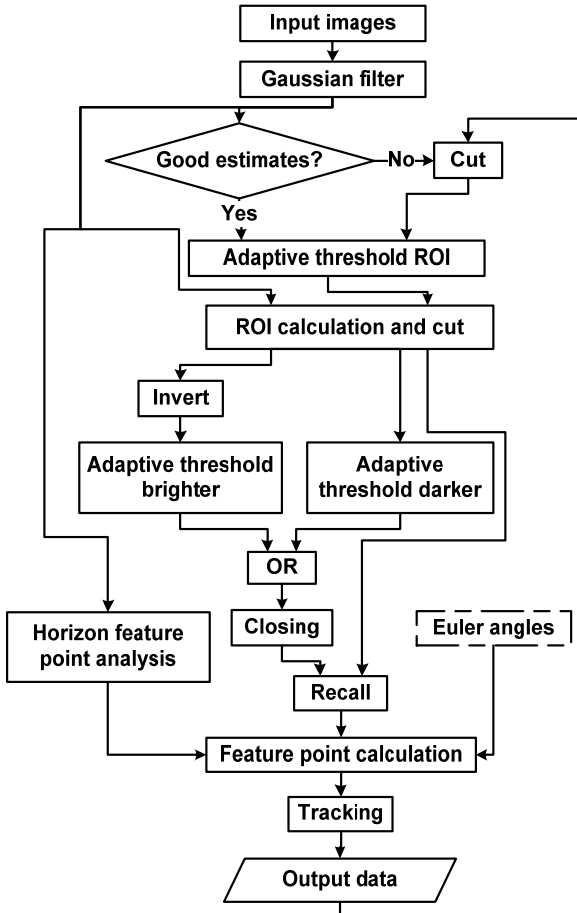 Input images
Gaussian filter
Good estimates?
No
Cut
Yes
Adaptive threshold ROI
ROI calculation and cut
Invert
Adaptive threshold
brighter
Adaptive
threshold darker
OR
Closing
Horizon feature
point analysis
Euler angles
Recall
Feature point calculation
Tracking
Output data